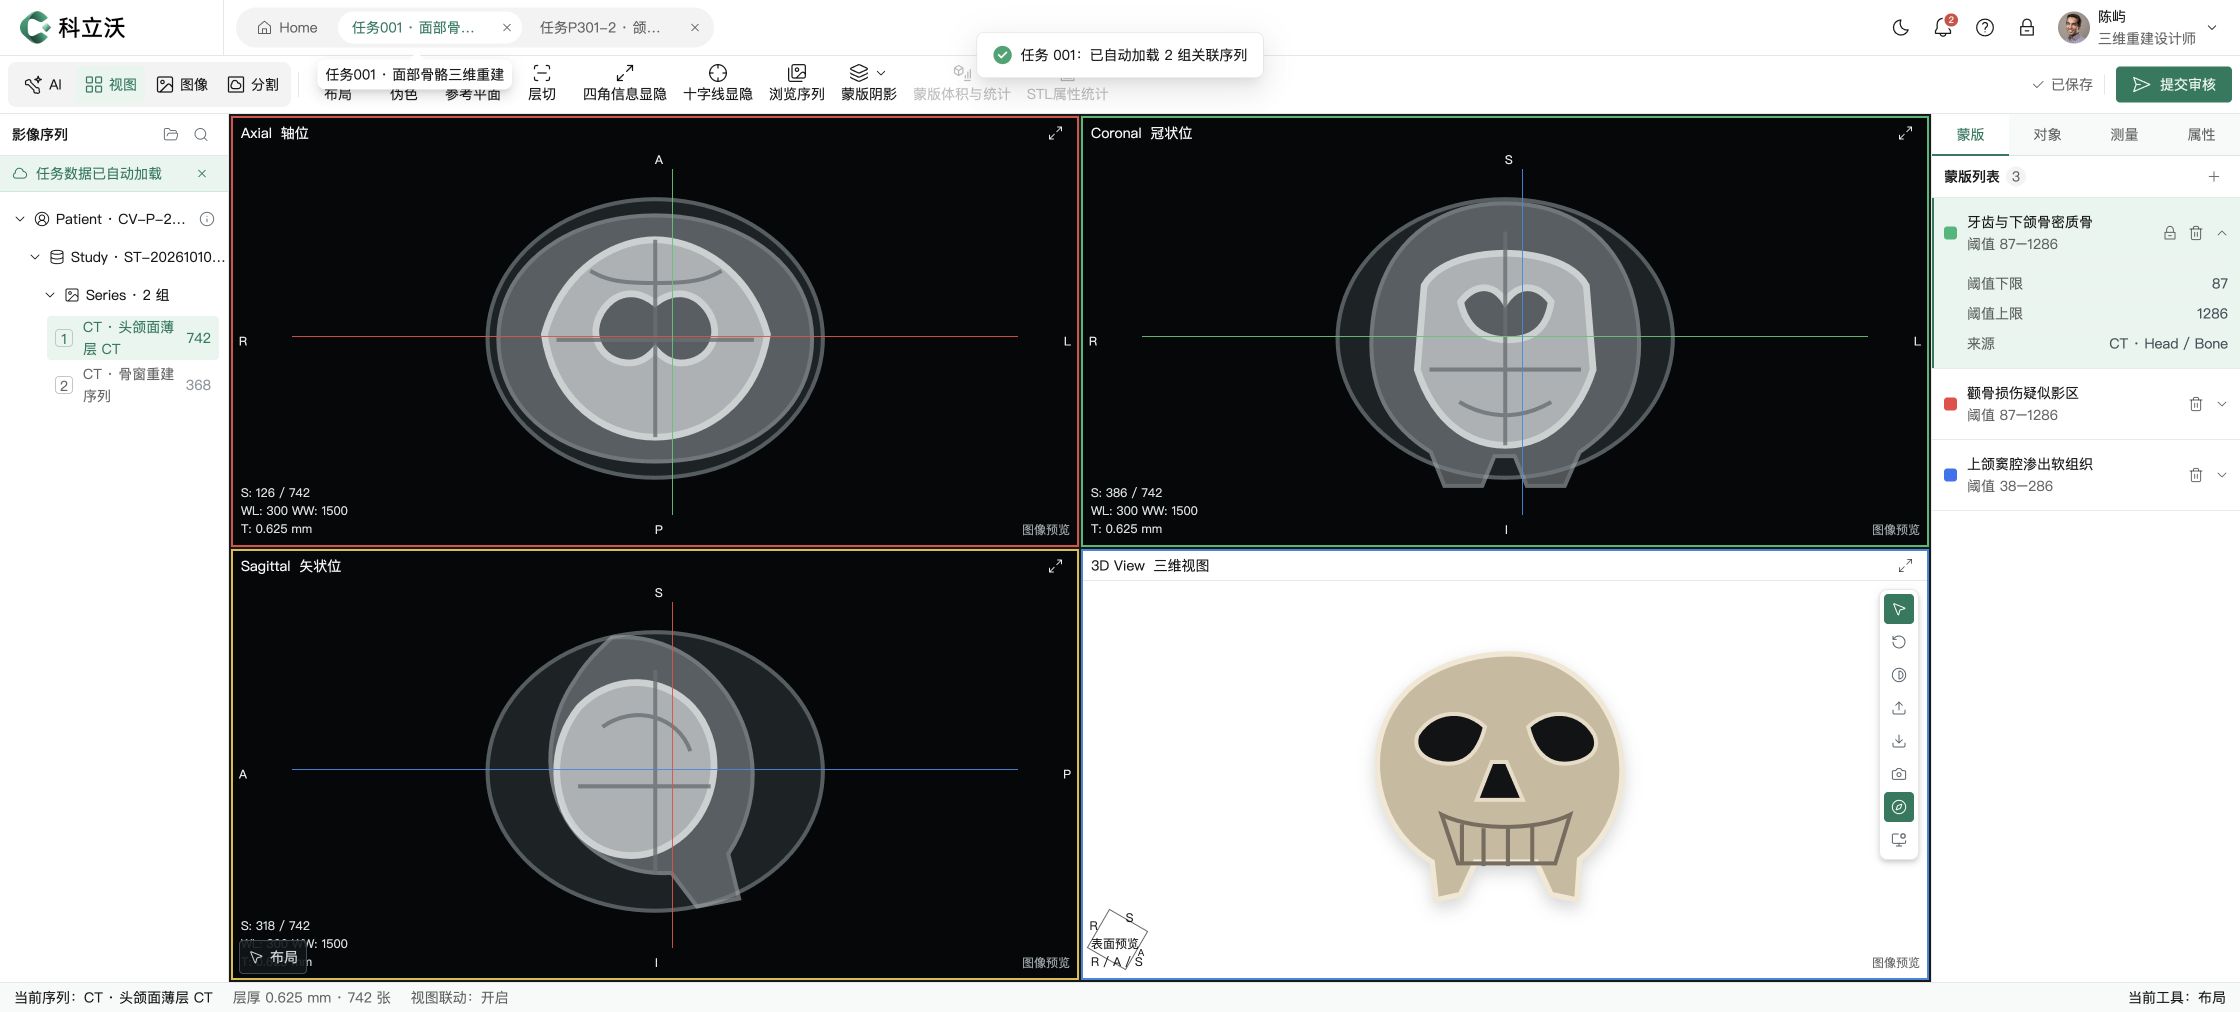 科立沃
Home
任务001 · 面部骨...
任务P301-2 · 颌...
2
陈屿
三维重建设计师
任务 001：已自动加载 2 组关联序列
AI
视图
图像
分割
任务001 · 面部骨骼三维重建
布局
伪色
参考平面
层切
四角信息显隐
十字线显隐
浏览序列
蒙版阴影
蒙版体积与统计
STL属性统计
已保存
提交审核
影像序列
任务数据已自动加载
Patient · CV-P-2...
Study · ST-20261010...
Series · 2 组
1
CT · 头颌面薄
层 CT
742
2
CT · 骨窗重建
序列
368
Axial 轴位
A
R
L
P
S: 126 / 742
WL: 300 WW: 1500
T: 0.625 mm
图像预览
Coronal 冠状位
S
R
L
I
S: 386 / 742
WL: 300 WW: 1500
T: 0.625 mm
图像预览
Sagittal 矢状位
S
A
P
I
S: 318 / 742
WL: 300 WW: 1500
布局
图像预览
3D View 三维视图
R
S
表面预览
A
R / A / S
图像预览
蒙版
对象
测量
属性
蒙版列表 3
牙齿与下颌骨密质骨
阈值 87–1286
阈值下限 87
阈值上限 1286
来源 CT · Head / Bone
颧骨损伤疑似影区
阈值 87–1286
上颌窦腔渗出软组织
阈值 38–286
当前序列：CT · 头颌面薄层 CT
层厚 0.625 mm · 742 张
视图联动：开启
当前工具：布局